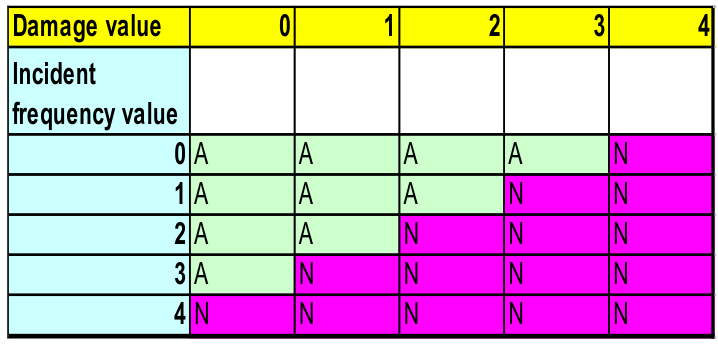 Damage value 0 1 2 3 4
Incident
frequency value
0 A A A A N
1 A A A N N
2 A A N N N
3 A N N N N
4 N N N N N